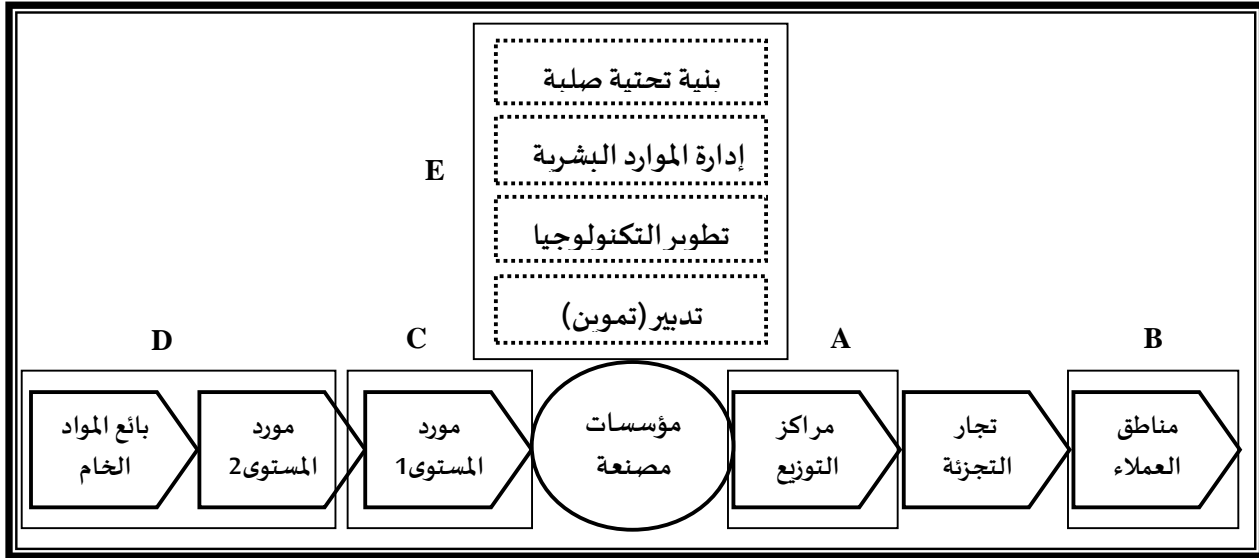 بنية تحتية صلبة
إدارة الموارد البشرية
E
تطوير التكنولوجيا
تدبير (تموين)
D
C
A
B
بائع المواد
الخام
مورد
المستوى2
مورد
المستوى1
مؤسسات
مصنعة
مراكز
التوزيع
تجار
التجزئة
مناطق
العملاء